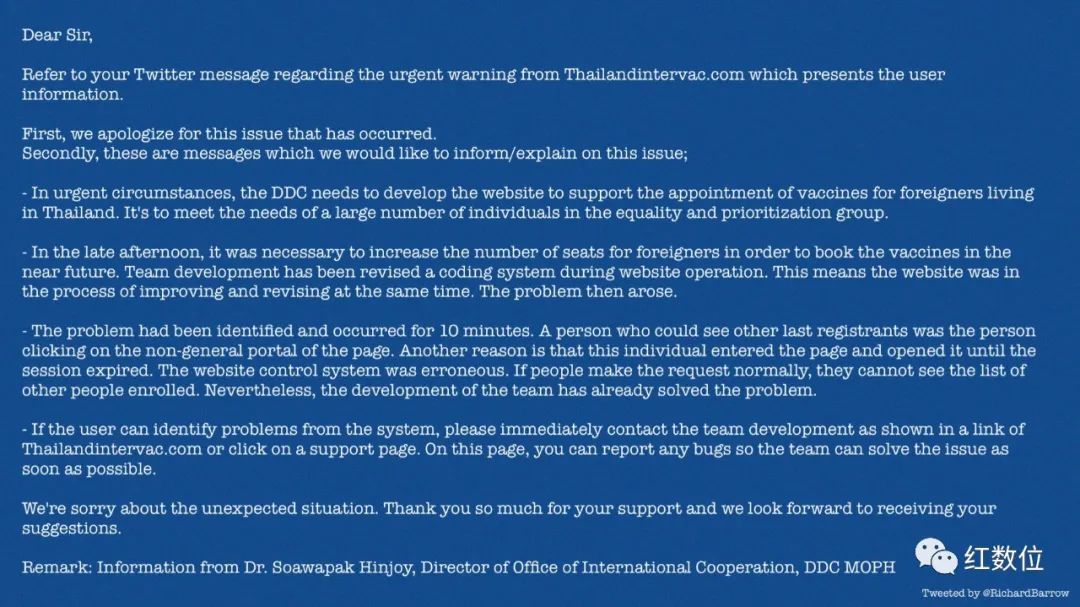 Dear Sir,
Refer to your Twitter message regarding the urgent warning from Thailandintervac.com which presents the user
information.
First, we apologize for this issue that has occurred.
Secondly, these are messages which we would like to inform/explain on this issue;
- In urgent circumstances, the DDC needs to develop the website to support the appointment of vaccines for foreigners living
in Thailand. It's to meet the needs of a large number of individuals in the equality and prioritization group.
- In the late afternoon, it was necessary to increase the number of seats for foreigners in order to book the vaccines in the
near future. Team development has been revised a coding system during website operation. This means the website was in
the process of improving and revising at the same time. The problem then arose.
- The problem had been identified and occurred for 10 minutes. A person who could see other last registrants was the person
clicking on the non-general portal of the page. Another reason is that this individual entered the page and opened it until the
session expired. The website control system was erroneous. If people make the request normally, they cannot see the list of
other people enrolled. Nevertheless, the development of the team has already solved the problem.
- If the user can identify problems from the system, please immediately contact the team development as shown in a link of
Thailandintervac.com or click on a support page. On this page, you can report any bugs so the team can solve the issue as
soon as possible.
We're sorry about the unexpected situation. Thank you so much for your support and we look forward to receiving your
suggestions.
Remark: Information from Dr. Soawapak Hinjoy, Director of Office of International Cooperation, DDC MOPH
红数位
Tweeted by @RichardBarrow